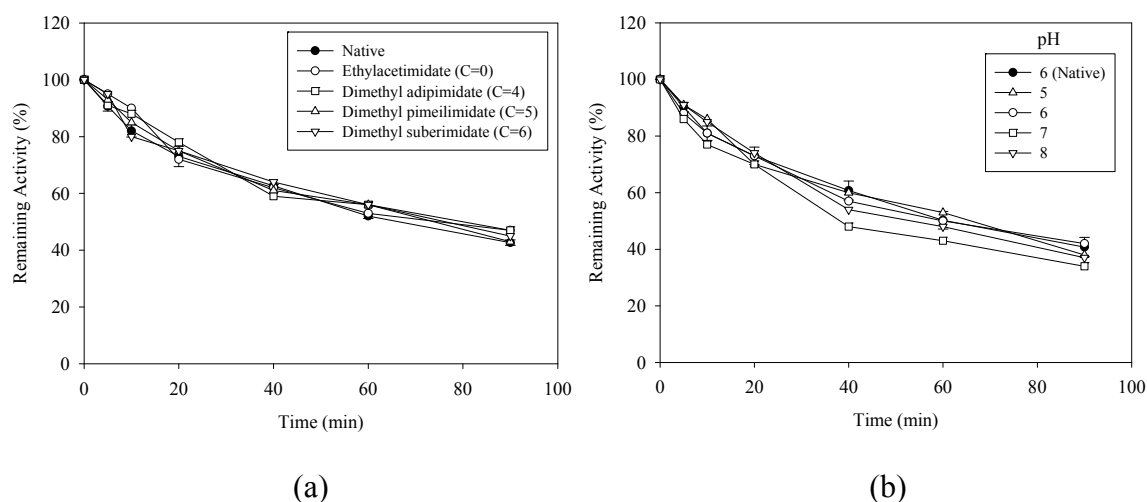 120
100
80
60
40
20
0
Remaining Activity (%)
0 20 40 60 80 100
Time (min)
Native
Ethylacetimidate (C=0)
Dimethyl adipimidate (C=4)
Dimethyl pimeilimidate (C=5)
Dimethyl suberimidate (C=6)
(a)
120
100
80
60
40
20
0
Remaining Activity (%)
0 20 40 60 80 100
Time (min)
pH
6 (Native)
5
6
7
8
(b)